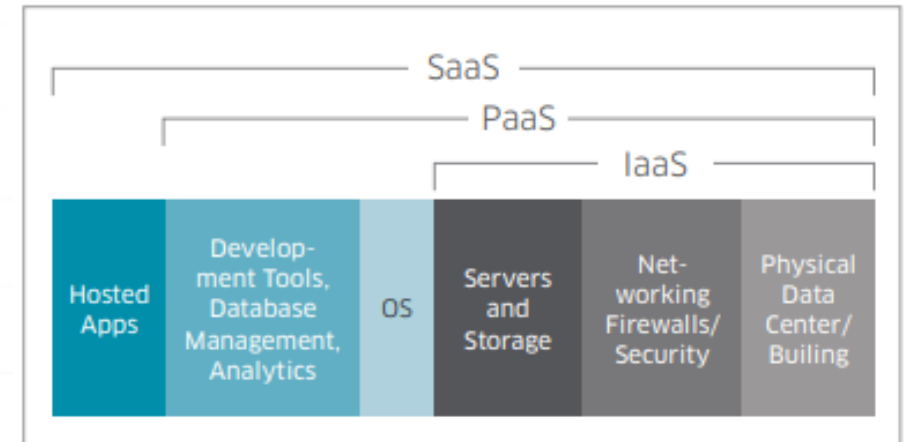 SaaS
PaaS
IaaS
Hosted
Apps
Develop-
ment Tools,
Database
Management,
Analytics
OS
Servers
and
Storage
Net-
working
Firewalls/
Security
Physical
Data
Center/
Builing